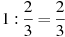 1 : 2/3 = 2/3